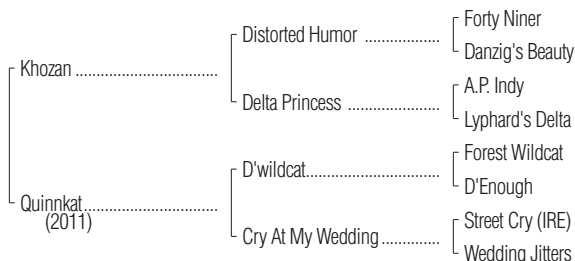 Forty Niner
Distorted Humor ..................
Danzig's Beauty
Khozan ...................................
A.P. Indy
Delta Princess .....................
Lyphard's Delta
Forest Wildcat
D'wildcat.................................
D'Enough
Quinnkat.................................
(2011)
Street Cry (IRE)
Cry At My Wedding ..............
Wedding Jitters